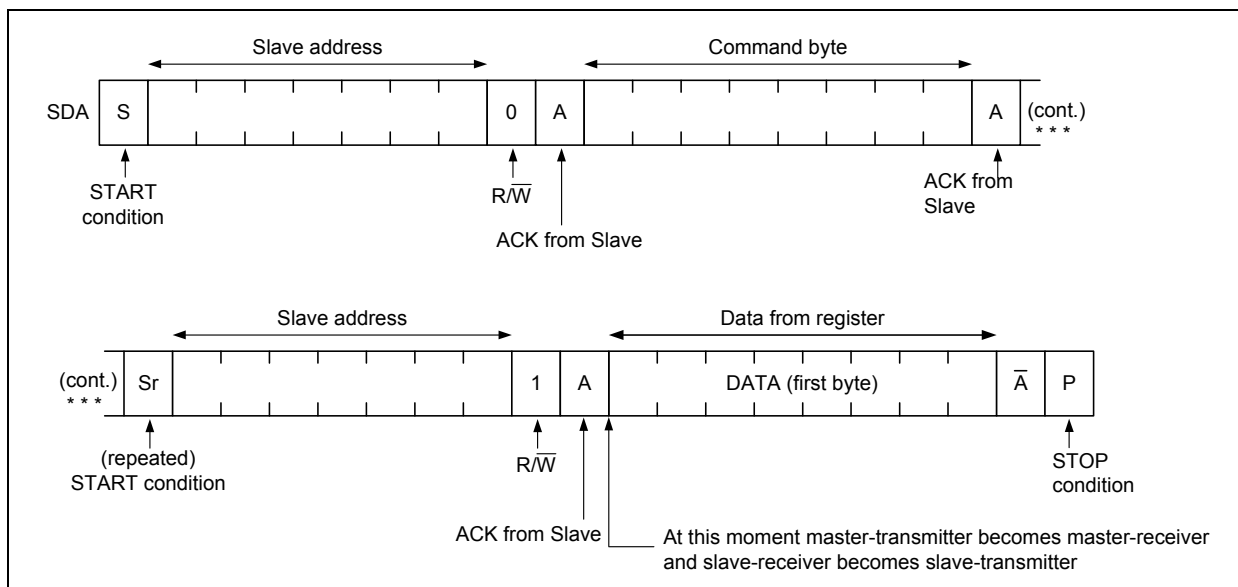 Slave address Command byte
SDA S 0 A A (cont.)
* * *
START
condition
R/W̅
ACK from Slave
ACK from
Slave
Slave address Data from register
(cont.)
* * *
Sr 1 A DATA (first byte) A̅ P
(repeated)
START condition
R/W̅
STOP
condition
ACK from Slave
At this moment master-transmitter becomes master-receiver
and slave-receiver becomes slave-transmitter